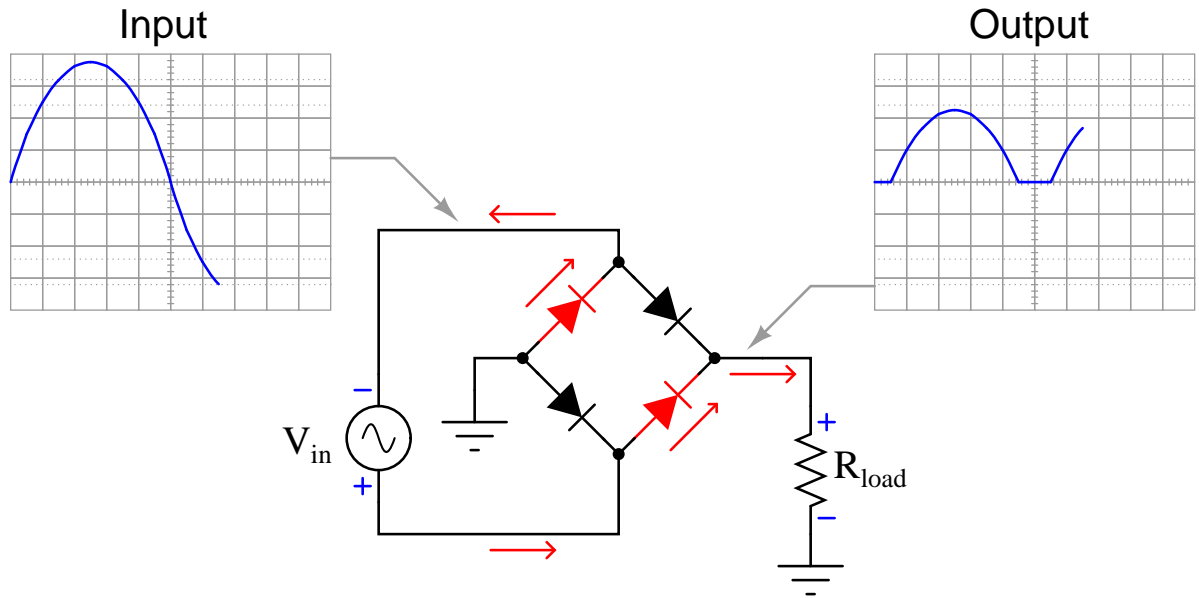 Input
Output
−
V_in
+
+
R_load
−